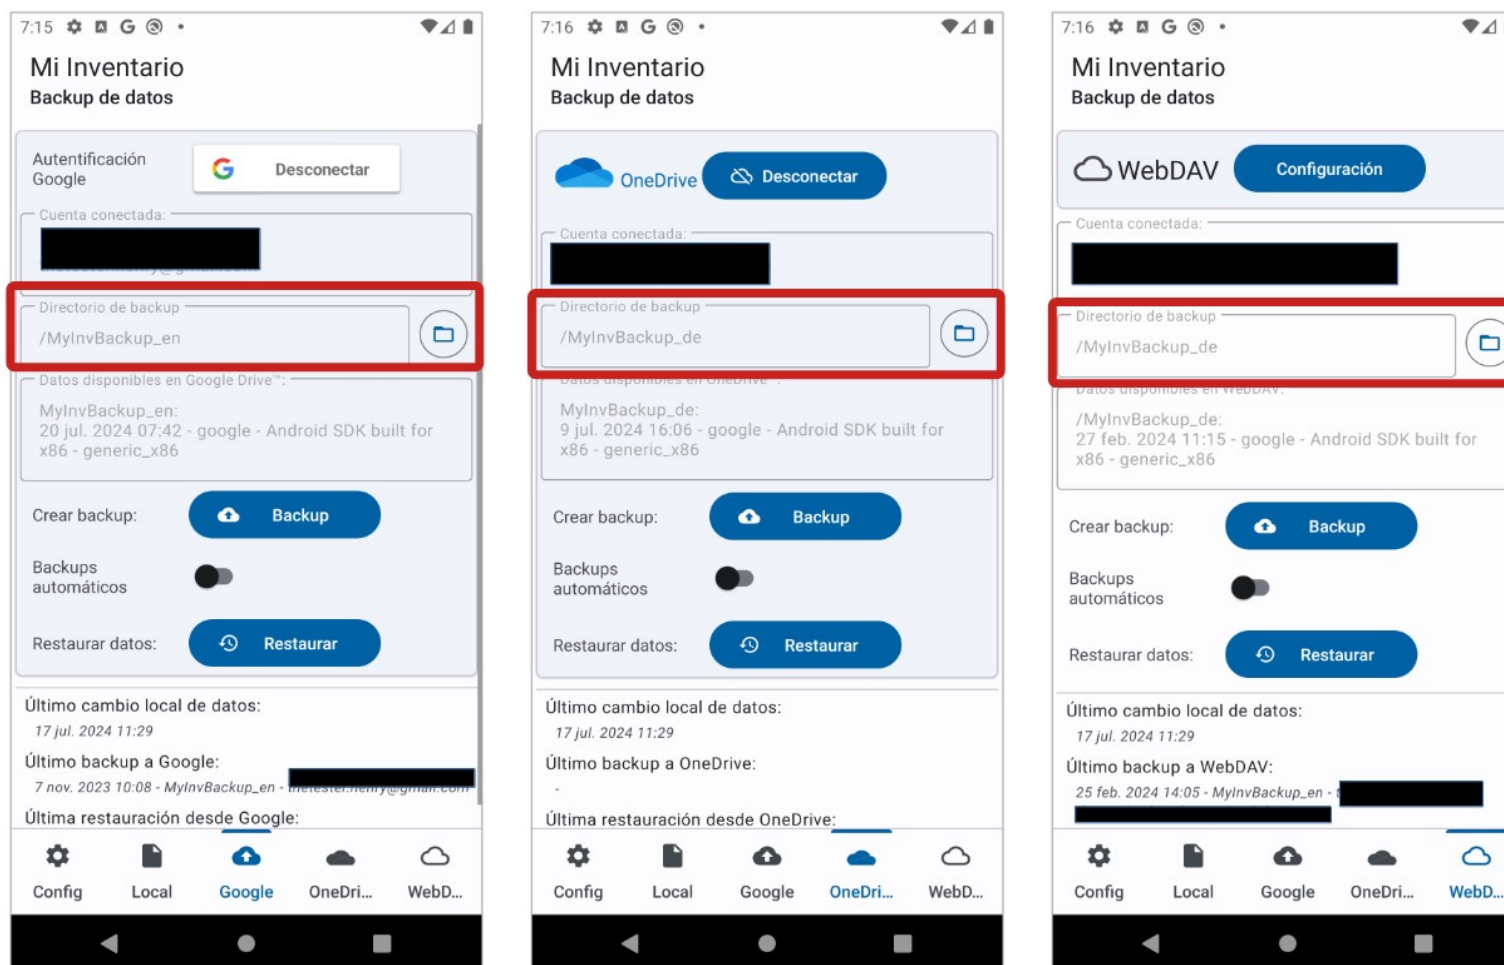 7:15
Mi Inventario
Backup de datos
Autentificación
Google
Desconectar
Cuenta conectada:
Directorio de backup
/MyInvBackup_en
Datos disponibles en Google Drive™:
MyInvBackup_en:
20 jul. 2024 07:42 - google - Android SDK built for
x86 - generic_x86
Crear backup:
Backup
Backups
automáticos
Restaurar datos:
Restaurar
Último cambio local de datos:
17 jul. 2024 11:29
Último backup a Google:
7 nov. 2023 10:08 - MyInvBackup_en -
Última restauración desde Google:
Config
Local
Google
OneDri...
WebD...
7:16
Mi Inventario
Backup de datos
OneDrive
Desconectar
Cuenta conectada:
Directorio de backup
/MyInvBackup_de
Datos disponibles en OneDrive™:
MyInvBackup_de:
9 jul. 2024 16:06 - google - Android SDK built for
x86 - generic_x86
Crear backup:
Backup
Backups
automáticos
Restaurar datos:
Restaurar
Último cambio local de datos:
17 jul. 2024 11:29
Último backup a OneDrive:
-
Última restauración desde OneDrive:
Config
Local
Google
OneDri...
WebD...
7:16
Mi Inventario
Backup de datos
WebDAV
Configuración
Cuenta conectada:
Directorio de backup
/MyInvBackup_de
Datos disponibles en WebDAV:
/MyInvBackup_de:
27 feb. 2024 11:15 - google - Android SDK built for
x86 - generic_x86
Crear backup:
Backup
Backups
automáticos
Restaurar datos:
Restaurar
Último cambio local de datos:
17 jul. 2024 11:29
Último backup a WebDAV:
25 feb. 2024 14:05 - MyInvBackup_en -
Config
Local
Google
OneDri...
WebD...